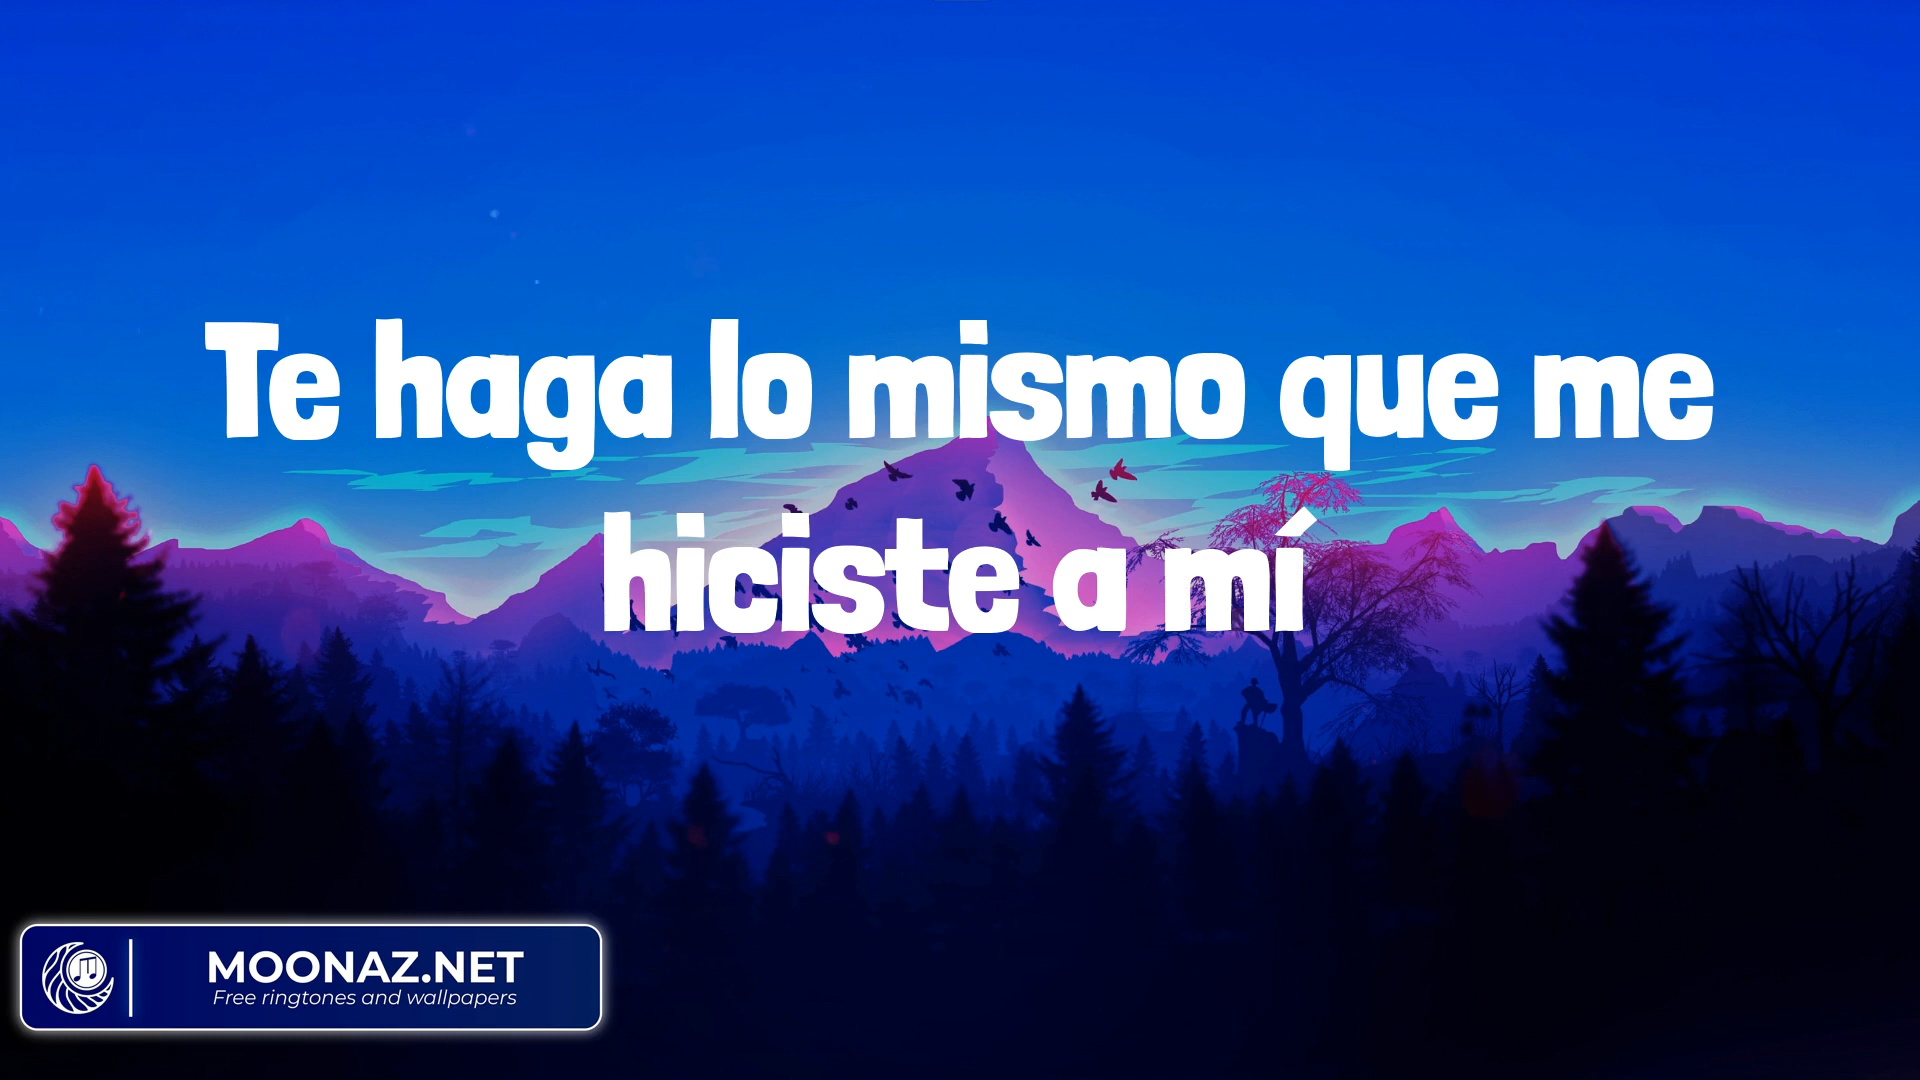 Te haga lo mismo que me
hiciste a mí
MOONAZ.NET
Free ringtones and wallpapers